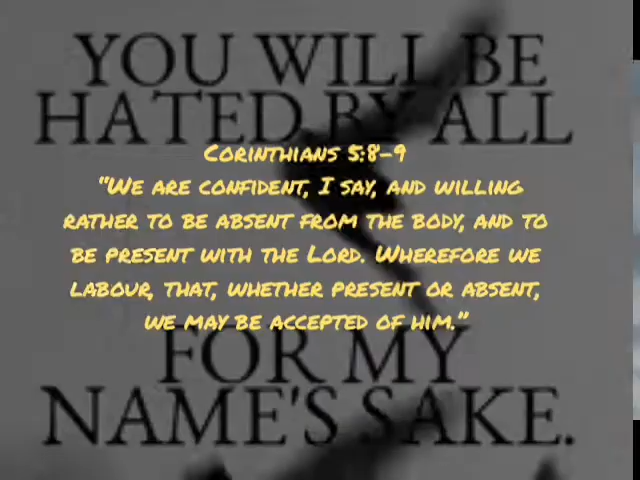 YOU WILL BE
HATED BY ALL
Corinthians 5:8-9
"We are confident, I say, and willing
rather to be absent from the body, and to
be present with the Lord. Wherefore we
labour, that, whether present or absent,
we may be accepted of him."
FOR MY
NAME'S SAKE.